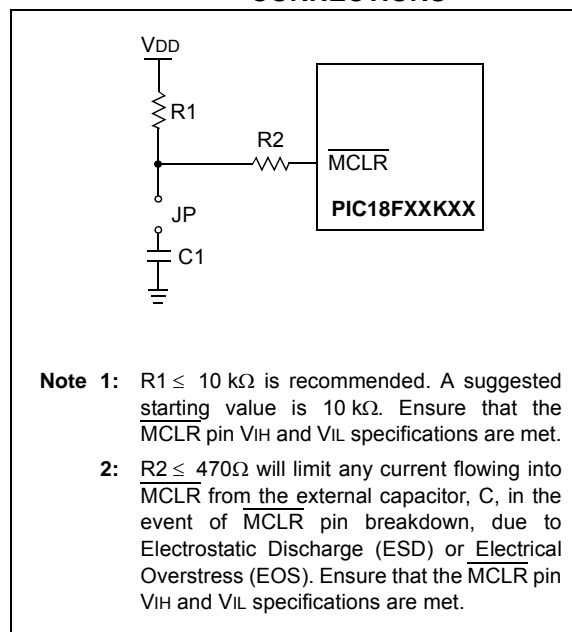 VDD
R1
R2
MCLR
JP
PIC18FXXKXX
C1
Note 1: R1 ≤ 10 kΩ is recommended. A suggested
starting value is 10 kΩ. Ensure that the
MCLR pin VIH and VIL specifications are met.
2: R2 ≤ 470Ω will limit any current flowing into
MCLR from the external capacitor, C, in the
event of MCLR pin breakdown, due to
Electrostatic Discharge (ESD) or Electrical
Overstress (EOS). Ensure that the MCLR pin
VIH and VIL specifications are met.